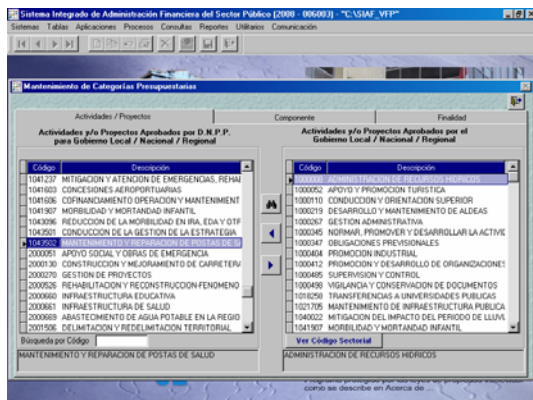 Sistema Integrado de Administración Financiera del Sector Público (2008 - 006003) - "C:\SIAF_VFP"
Sistemas Tablas Aplicaciones Procesos Consultas Reportes Utilitarios Comunicación
Mantenimiento de Categorías Presupuestarias
Actividades / Proyectos Componente Finalidad
Actividades y/o Proyectos Aprobados por D.N.P.P.
para Gobierno Local / Nacional / Regional
Código Descripción
1041237 MITIGACION Y ATENCION DE EMERGENCIAS, REHAE
1041603 CONCESIONES AEROPORTUARIAS
1041606 COFINANCIAMIENTO OPERACION Y MANTENIMIENT
1041907 MORBILIDAD Y MORTANDAD INFANTIL
1043096 REDUCCION DE LA MORBILIDAD EN IRA, EDA Y OTF
1043501 CONDUCCION DE LA GESTION DE LA ESTRATEGIA
1043502 MANTENIMIENTO Y REPARACION DE POSTAS DE S
2000051 APOYO SOCIAL Y OBRAS DE EMERGENCIA
2000130 CONSTRUCCION Y MEJORAMIENTO DE CARRETERA
2000270 GESTION DE PROYECTOS
2000526 REHABILITACION Y RECONSTRUCCION-FENOMENO
2000660 INFRAESTRUCTURA EDUCATIVA
2000661 INFRAESTRUCTURA DE SALUD
2000669 ABASTECIMIENTO DE AGUA POTABLE EN LA REGIO
2001506 DELIMITACION Y REDELIMITACION TERRITORIAL
Búsqueda por Código
MANTENIMIENTO Y REPARACION DE POSTAS DE SALUD
Actividades y/o Proyectos Aprobados por el
Gobierno Local / Nacional / Regional
Código Descripción
ADMINISTRACION DE RECURSOS HIDRICOS
1000052 APOYO Y PROMOCION TURISTICA
1000110 CONDUCCION Y ORIENTACION SUPERIOR
1000219 DESARROLLO Y MANTENIMIENTO DE ALDEAS
1000267 GESTION ADMINISTRATIVA
1000345 NORMAR, PROMOVER Y DESARROLLAR LA ACTIVIE
1000347 OBLIGACIONES PREVISIONALES
1000404 PROMOCION INDUSTRIAL
1000412 PROMOCION Y DESARROLLO DE ORGANIZACIONES
1000485 SUPERVISION Y CONTROL
1000498 VIGILANCIA Y CONSERVACION DE DOCUMENTOS
1018250 TRANSFERENCIAS A UNIVERSIDADES PUBLICAS
1021705 MANTENIMIENTO DE INFRAESTRUCTURA PUBLICA
1040022 MITIGACION DEL IMPACTO DEL PERIODO DE LLUVI
1041907 MORBILIDAD Y MORTANDAD INFANTIL
Ver Código Sectorial
ADMINISTRACION DE RECURSOS HIDRICOS
como se describe en Acerca de ...